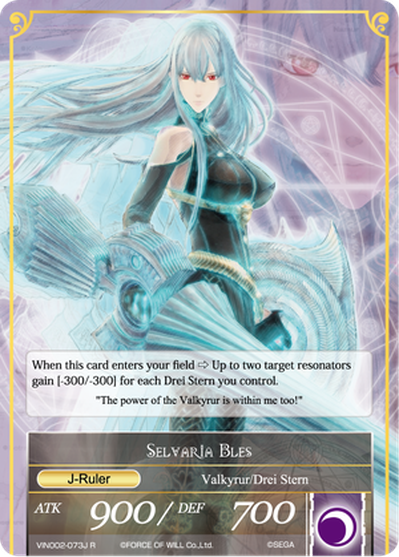 When this card enters your field ⇨ Up to two target resonators
gain [-300/-300] for each Drei Stern you control.
"The power of the Valkyrur is within me too!"
Selvaria Bles
J-Ruler
Valkyrur/Drei Stern
ATK 900/ DEF 700
VIN002-073J R ©FORCE OF WILL Co.,Ltd. ©SEGA